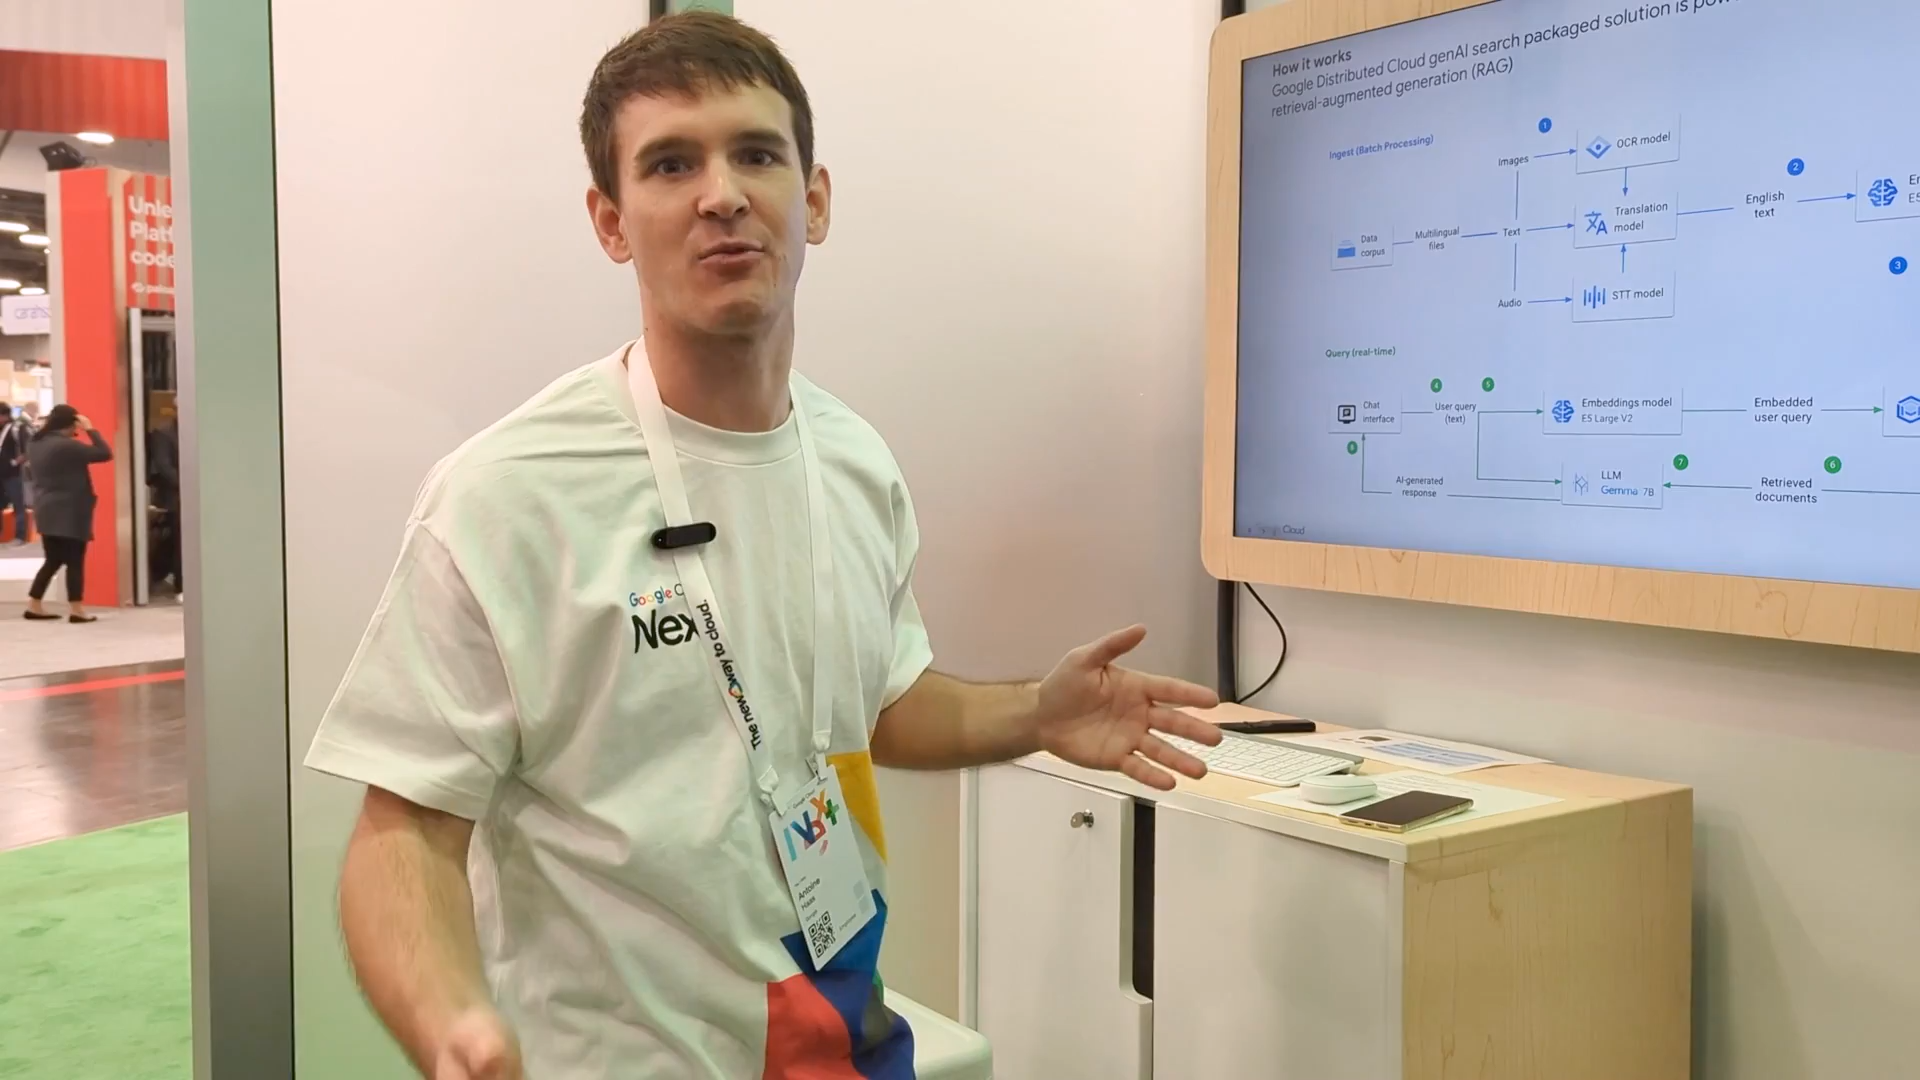 How it works
Google Distributed Cloud genAI search packaged solution is
retrieval-augmented generation (RAG)
Ingest (Batch Processing)
1
Images
OCR model
2
Data
corpus
Multilingual
files
Text
Translation
model
English
text
3
Audio
STT model
Query (real-time)
4
5
Chat
interface
User query
(text)
Embeddings model
E5 Large V2
Embedded
user query
7
6
AI-generated
response
LLM
Gemma 7B
Retrieved
documents
Cloud
Google
The new way to cloud.
Antoine
Google